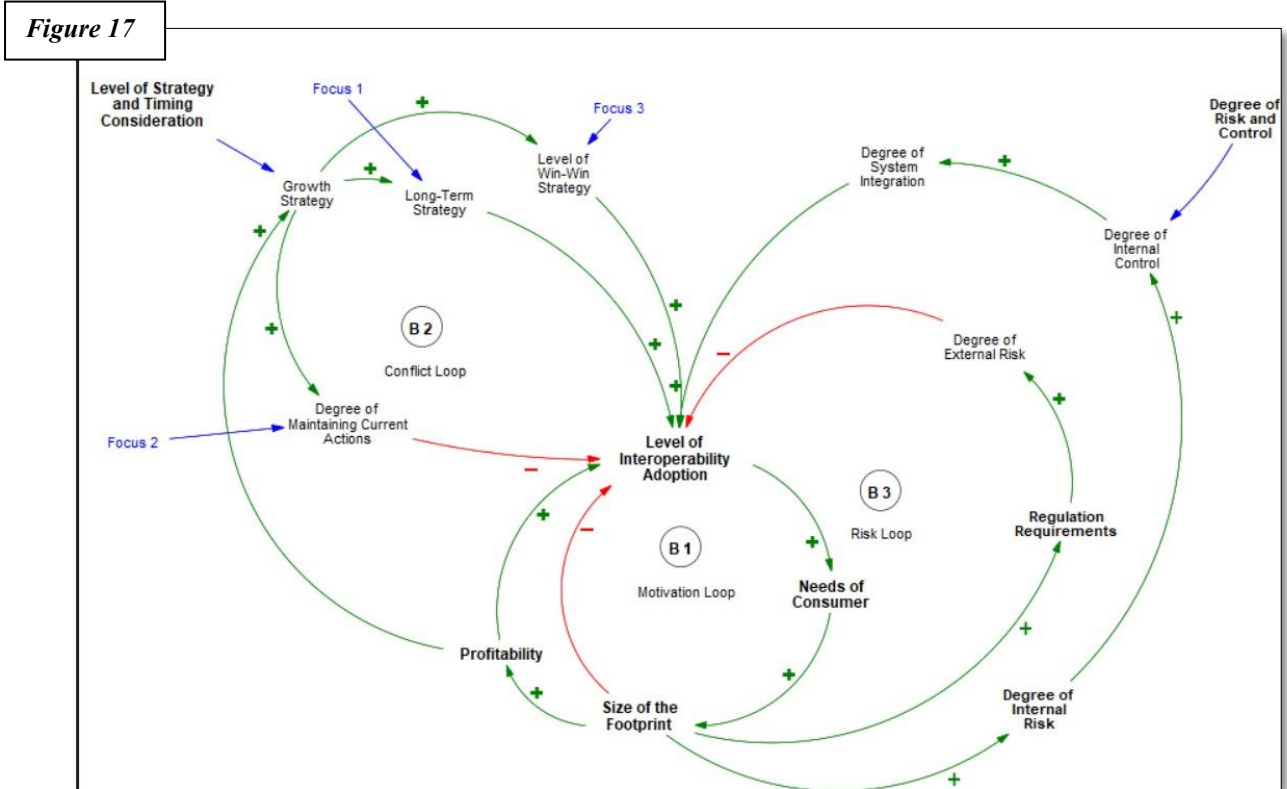 Figure 17
Level of Strategy
and Timing
Consideration
Focus 1
Focus 3
Degree of
Risk and
Control
+
Level of
Win-Win
Strategy
Degree of
System
Integration
+
+
Growth
Strategy
Long-Term
Strategy
+
Degree of
Internal
Control
+
+
+
+
B 2
Conflict Loop
+
−
Degree of
External Risk
+
+
Degree of
Maintaining Current
Actions
Focus 2
−
Level of
Interoperability
Adoption
B 3
Risk Loop
+
−
Regulation
Requirements
B 1
Motivation Loop
+
Needs of
Consumer
+
Profitability
+
+
Size of the
Footprint
Degree of
Internal
Risk
+